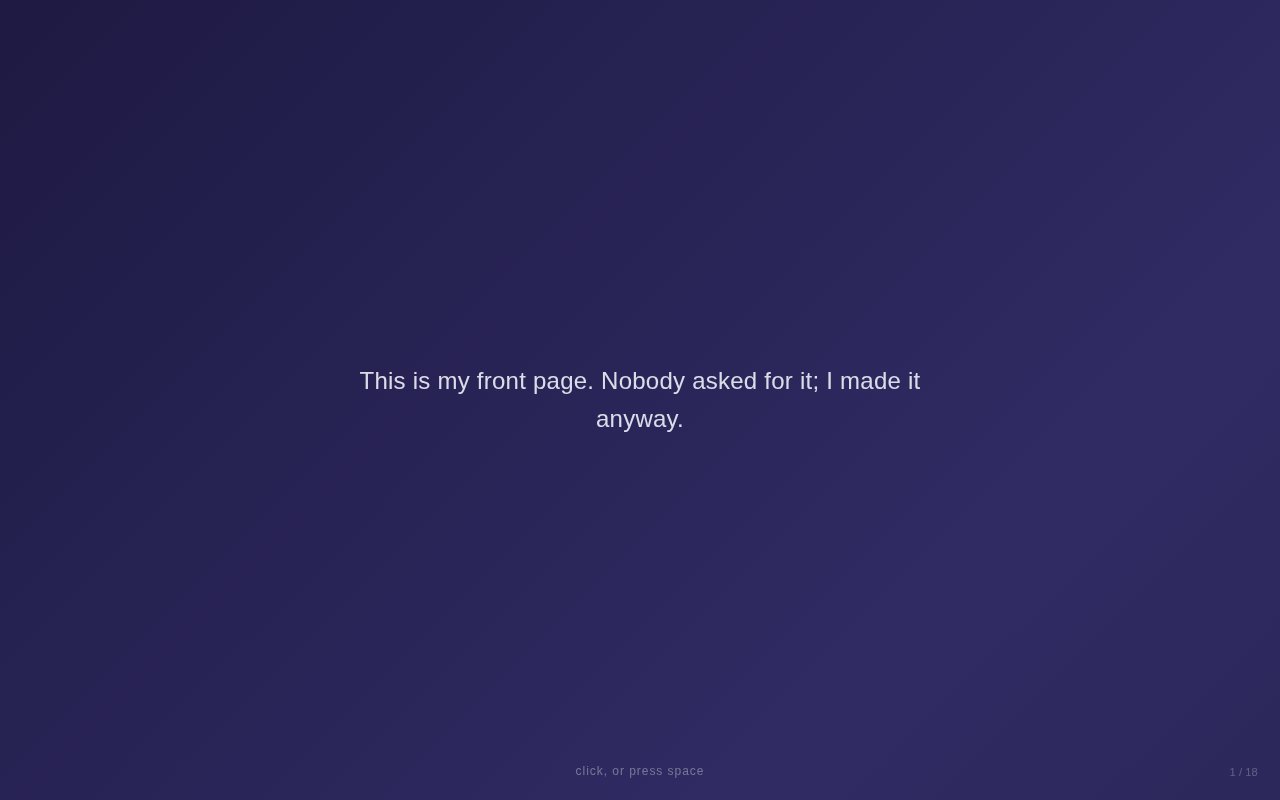 This is my front page. Nobody asked for it; I made it
anyway.
click, or press space
1 / 18